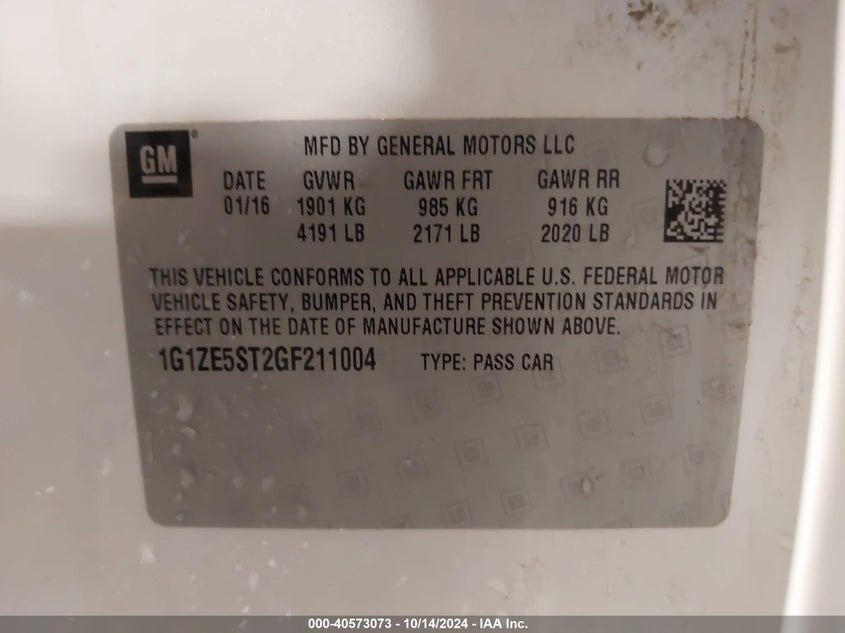 GM®
MFD BY GENERAL MOTORS LLC
DATE GVWR GAWR FRT GAWR RR
01/16 1901 KG 985 KG 916 KG
4191 LB 2171 LB 2020 LB
THIS VEHICLE CONFORMS TO ALL APPLICABLE U.S. FEDERAL MOTOR
VEHICLE SAFETY, BUMPER, AND THEFT PREVENTION STANDARDS IN
EFFECT ON THE DATE OF MANUFACTURE SHOWN ABOVE.
1G1ZE5ST2GF211004 TYPE: PASS CAR
000-40573073 - 10/14/2024 - IAA Inc.